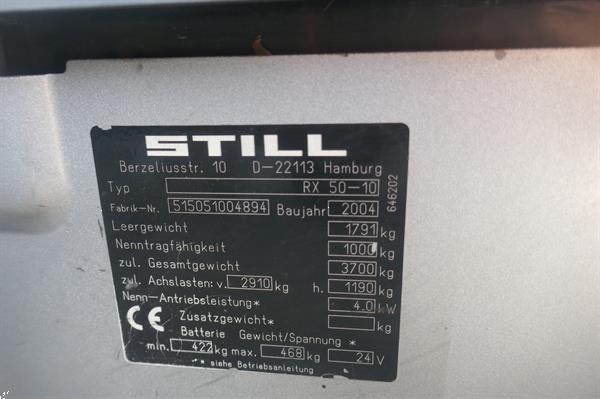 STILL
Berzeliusstr. 10 D-22113 Hamburg
Typ RX 50-10
Fabrik-Nr. 515051004894 Baujahr 2004
Leergewicht 1791 kg
Nenntragfähigkeit 1000 kg
zul. Gesamtgewicht 3700 kg
zul. Achslasten: v. 2910 kg h. 1190 kg
Nenn-Antriebsleistung* 4.0 kW
Zusatzgewicht* kg
CE
Batterie Gewicht/Spannung *
min. 422 kg max. 468 kg 24 V
* siehe Betriebsanleitung
646202